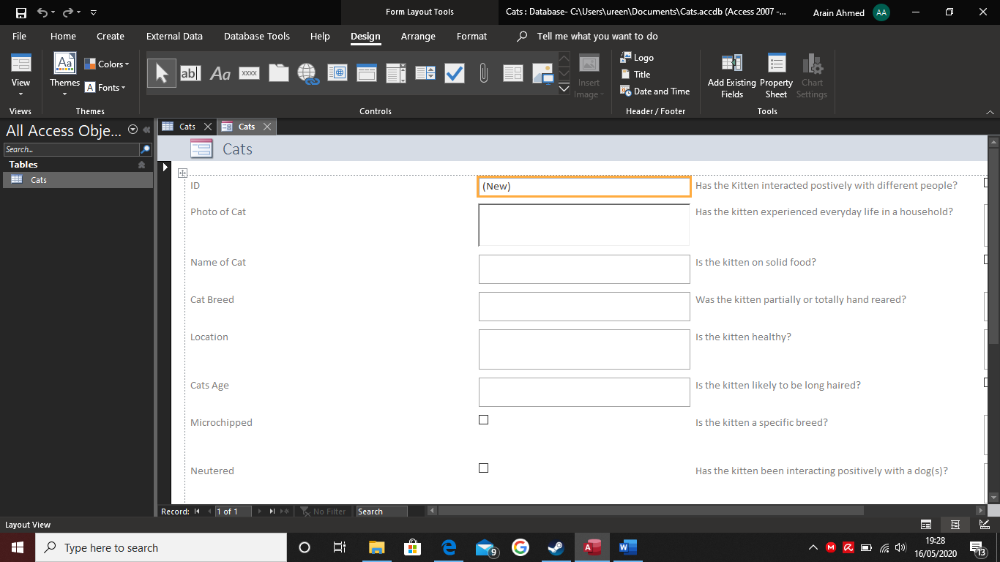 Form Layout Tools
Cats : Database- C:\Users\ureen\Documents\Cats.accdb (Access 2007 -...
Arain Ahmed
AA
File Home Create External Data Database Tools Help Design Arrange Format Tell me what you want to do
View
Views
Aa
Themes
Colors
A Fonts
Themes
ab|
Aa
xxxx
Insert Image
Controls
Logo
Title
Date and Time
Header / Footer
Add Existing Fields
Property Sheet
Chart Settings
Tools
All Access Obje...
Search...
Tables
Cats
Cats
Cats
Cats
ID
(New)
Has the Kitten interacted postively with different people?
Photo of Cat
Has the kitten experienced everyday life in a household?
Name of Cat
Is the kitten on solid food?
Cat Breed
Was the kitten partially or totally hand reared?
Location
Is the kitten healthy?
Cats Age
Is the kitten likely to be long haired?
Microchipped
Is the kitten a specific breed?
Neutered
Has the kitten been interacting positively with a dog(s)?
Record: 1 of 1 No Filter Search
Layout View
Type here to search
9
G
A
W
M
19:28
16/05/2020
13